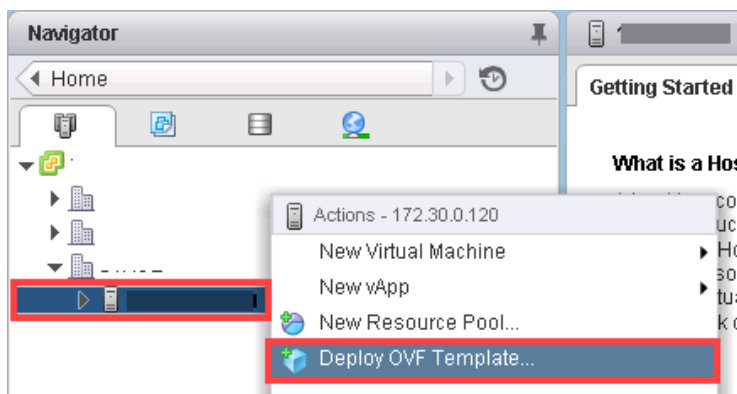 Navigator
Home
Getting Started
What is a Hos
Actions - 172.30.0.120
New Virtual Machine
New vApp
New Resource Pool...
Deploy OVF Template...